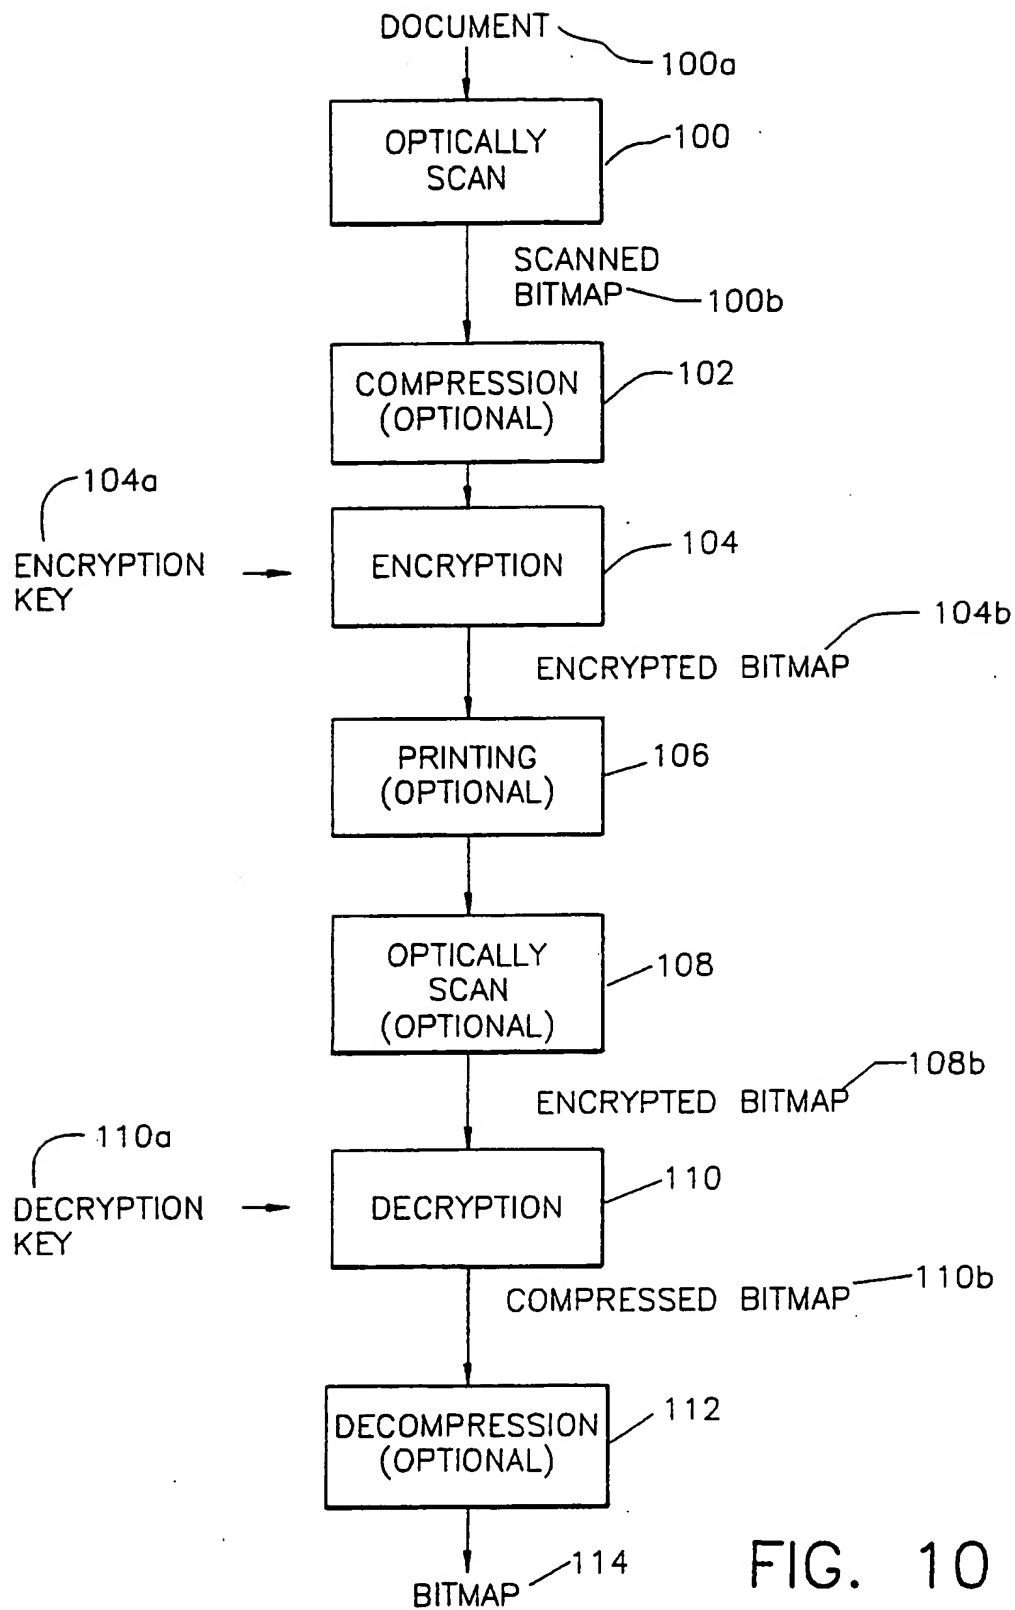 DOCUMENT
100a
OPTICALLY
SCAN
100
SCANNED
BITMAP
100b
COMPRESSION
(OPTIONAL)
102
104a
ENCRYPTION
KEY
ENCRYPTION
104
104b
ENCRYPTED BITMAP
PRINTING
(OPTIONAL)
106
OPTICALLY
SCAN
(OPTIONAL)
108
108b
ENCRYPTED BITMAP
110a
DECRYPTION
KEY
DECRYPTION
110
110b
COMPRESSED BITMAP
DECOMPRESSION
(OPTIONAL)
112
BITMAP
114
FIG. 10